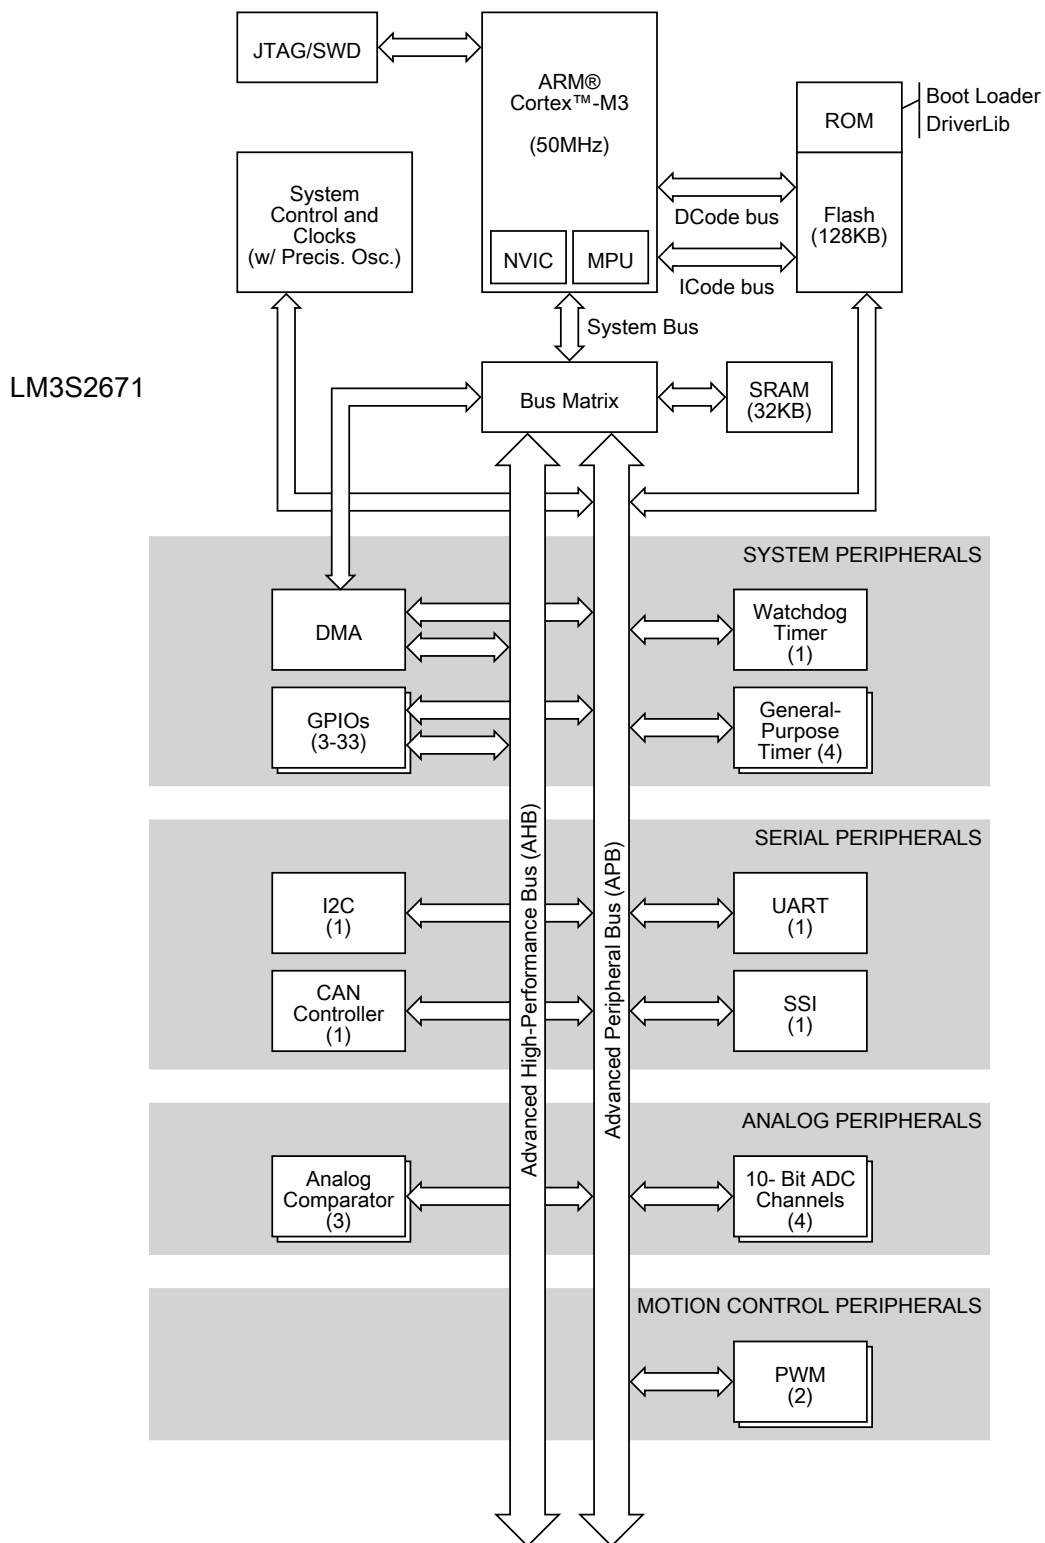 JTAG/SWD
ARM®
Cortex™-M3
(50MHz)
NVIC
MPU
ROM
Boot Loader
DriverLib
Flash
(128KB)
DCode bus
ICode bus
System
Control and
Clocks
(w/ Precis. Osc.)
System Bus
LM3S2671
Bus Matrix
SRAM
(32KB)
SYSTEM PERIPHERALS
DMA
Watchdog
Timer
(1)
GPIOs
(3-33)
General-
Purpose
Timer (4)
Advanced High-Performance Bus (AHB)
Advanced Peripheral Bus (APB)
SERIAL PERIPHERALS
I2C
(1)
UART
(1)
CAN
Controller
(1)
SSI
(1)
ANALOG PERIPHERALS
Analog
Comparator
(3)
10- Bit ADC
Channels
(4)
MOTION CONTROL PERIPHERALS
PWM
(2)